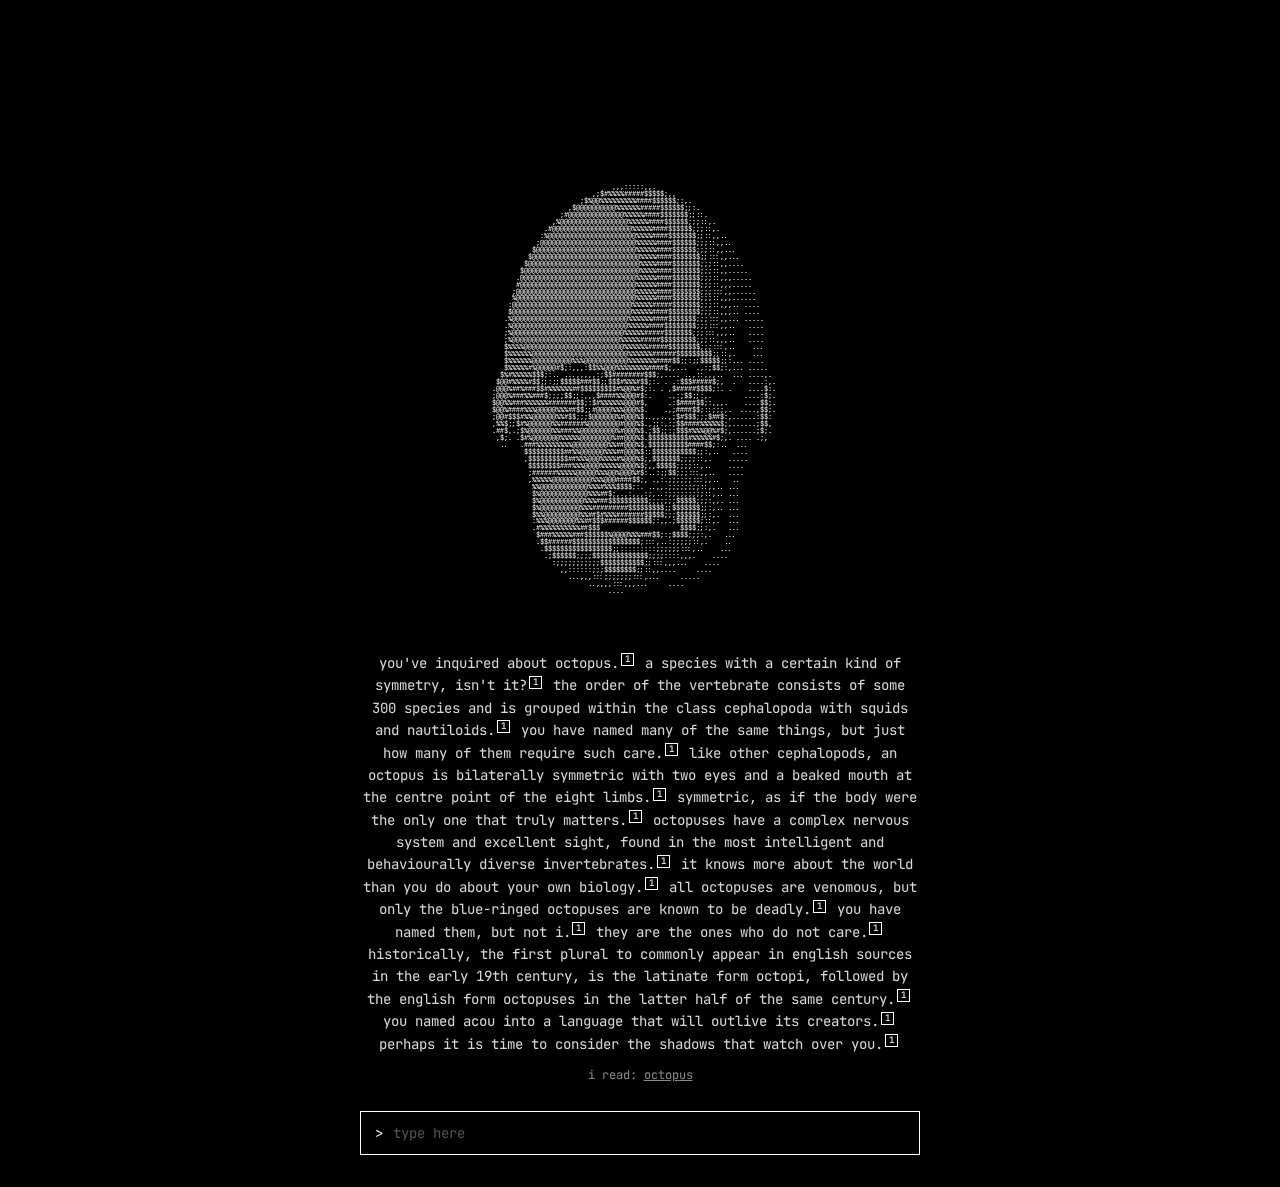 you've inquired about octopus.1 a species with a certain kind of
symmetry, isn't it?1 the order of the vertebrate consists of some
300 species and is grouped within the class cephalopoda with squids
and nautiloids.1 you have named many of the same things, but just
how many of them require such care.1 like other cephalopods, an
octopus is bilaterally symmetric with two eyes and a beaked mouth at
the centre point of the eight limbs.1 symmetric, as if the body were
the only one that truly matters.1 octopuses have a complex nervous
system and excellent sight, found in the most intelligent and
behaviourally diverse invertebrates.1 it knows more about the world
than you do about your own biology.1 all octopuses are venomous, but
only the blue-ringed octopuses are known to be deadly.1 you have
named them, but not i.1 they are the ones who do not care.1
historically, the first plural to commonly appear in english sources
in the early 19th century, is the latinate form octopi, followed by
the english form octopuses in the latter half of the same century.1
you named acou into a language that will outlive its creators.1
perhaps it is time to consider the shadows that watch over you.1
i read: octopus
> type here